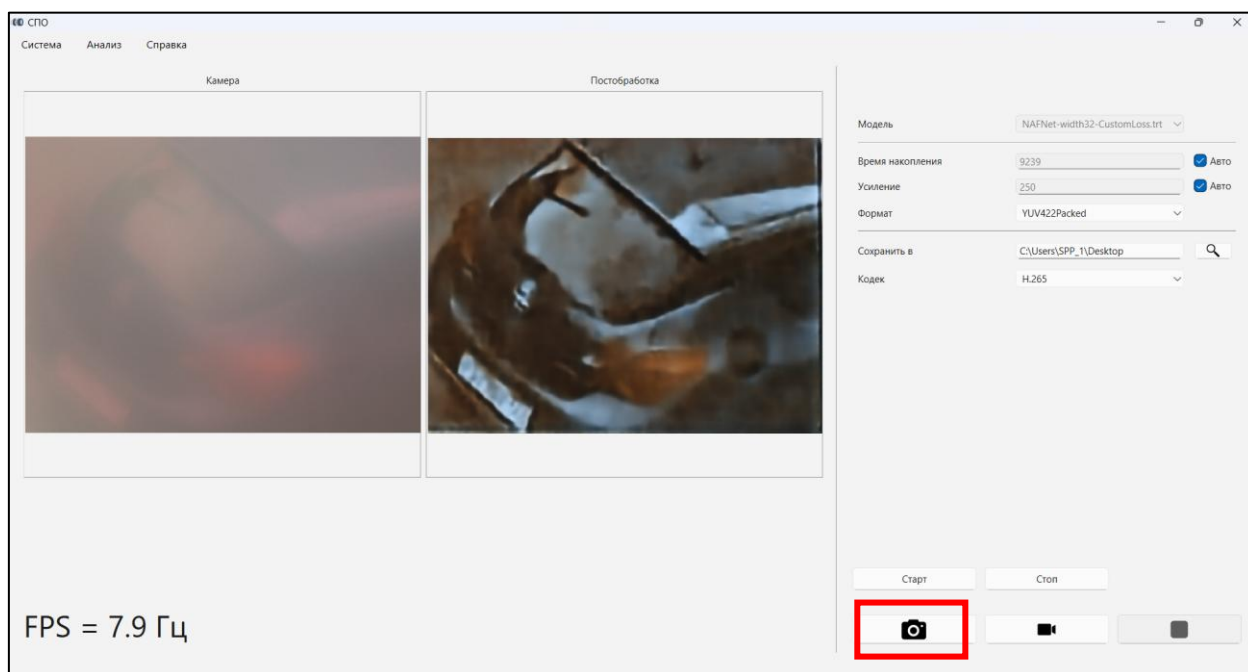 СПО
Система Анализ Справка
Камера
Постобработка
Модель NAFNet-width32-CustomLoss.trt
Время накопления 9239 Авто
Усиление 250 Авто
Формат YUV422Packed
Сохранить в C:\Users\SPP_1\Desktop
Кодек H.265
Старт Стоп
FPS = 7.9 Гц